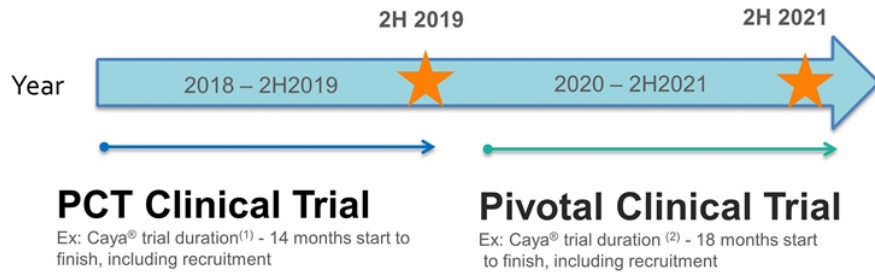 2H 2019
2H 2021
Year
2018 – 2H2019
2020 – 2H2021
PCT Clinical Trial
Ex: Caya® trial duration(1) - 14 months start to
finish, including recruitment
Pivotal Clinical Trial
Ex: Caya® trial duration (2) - 18 months start
to finish, including recruitment